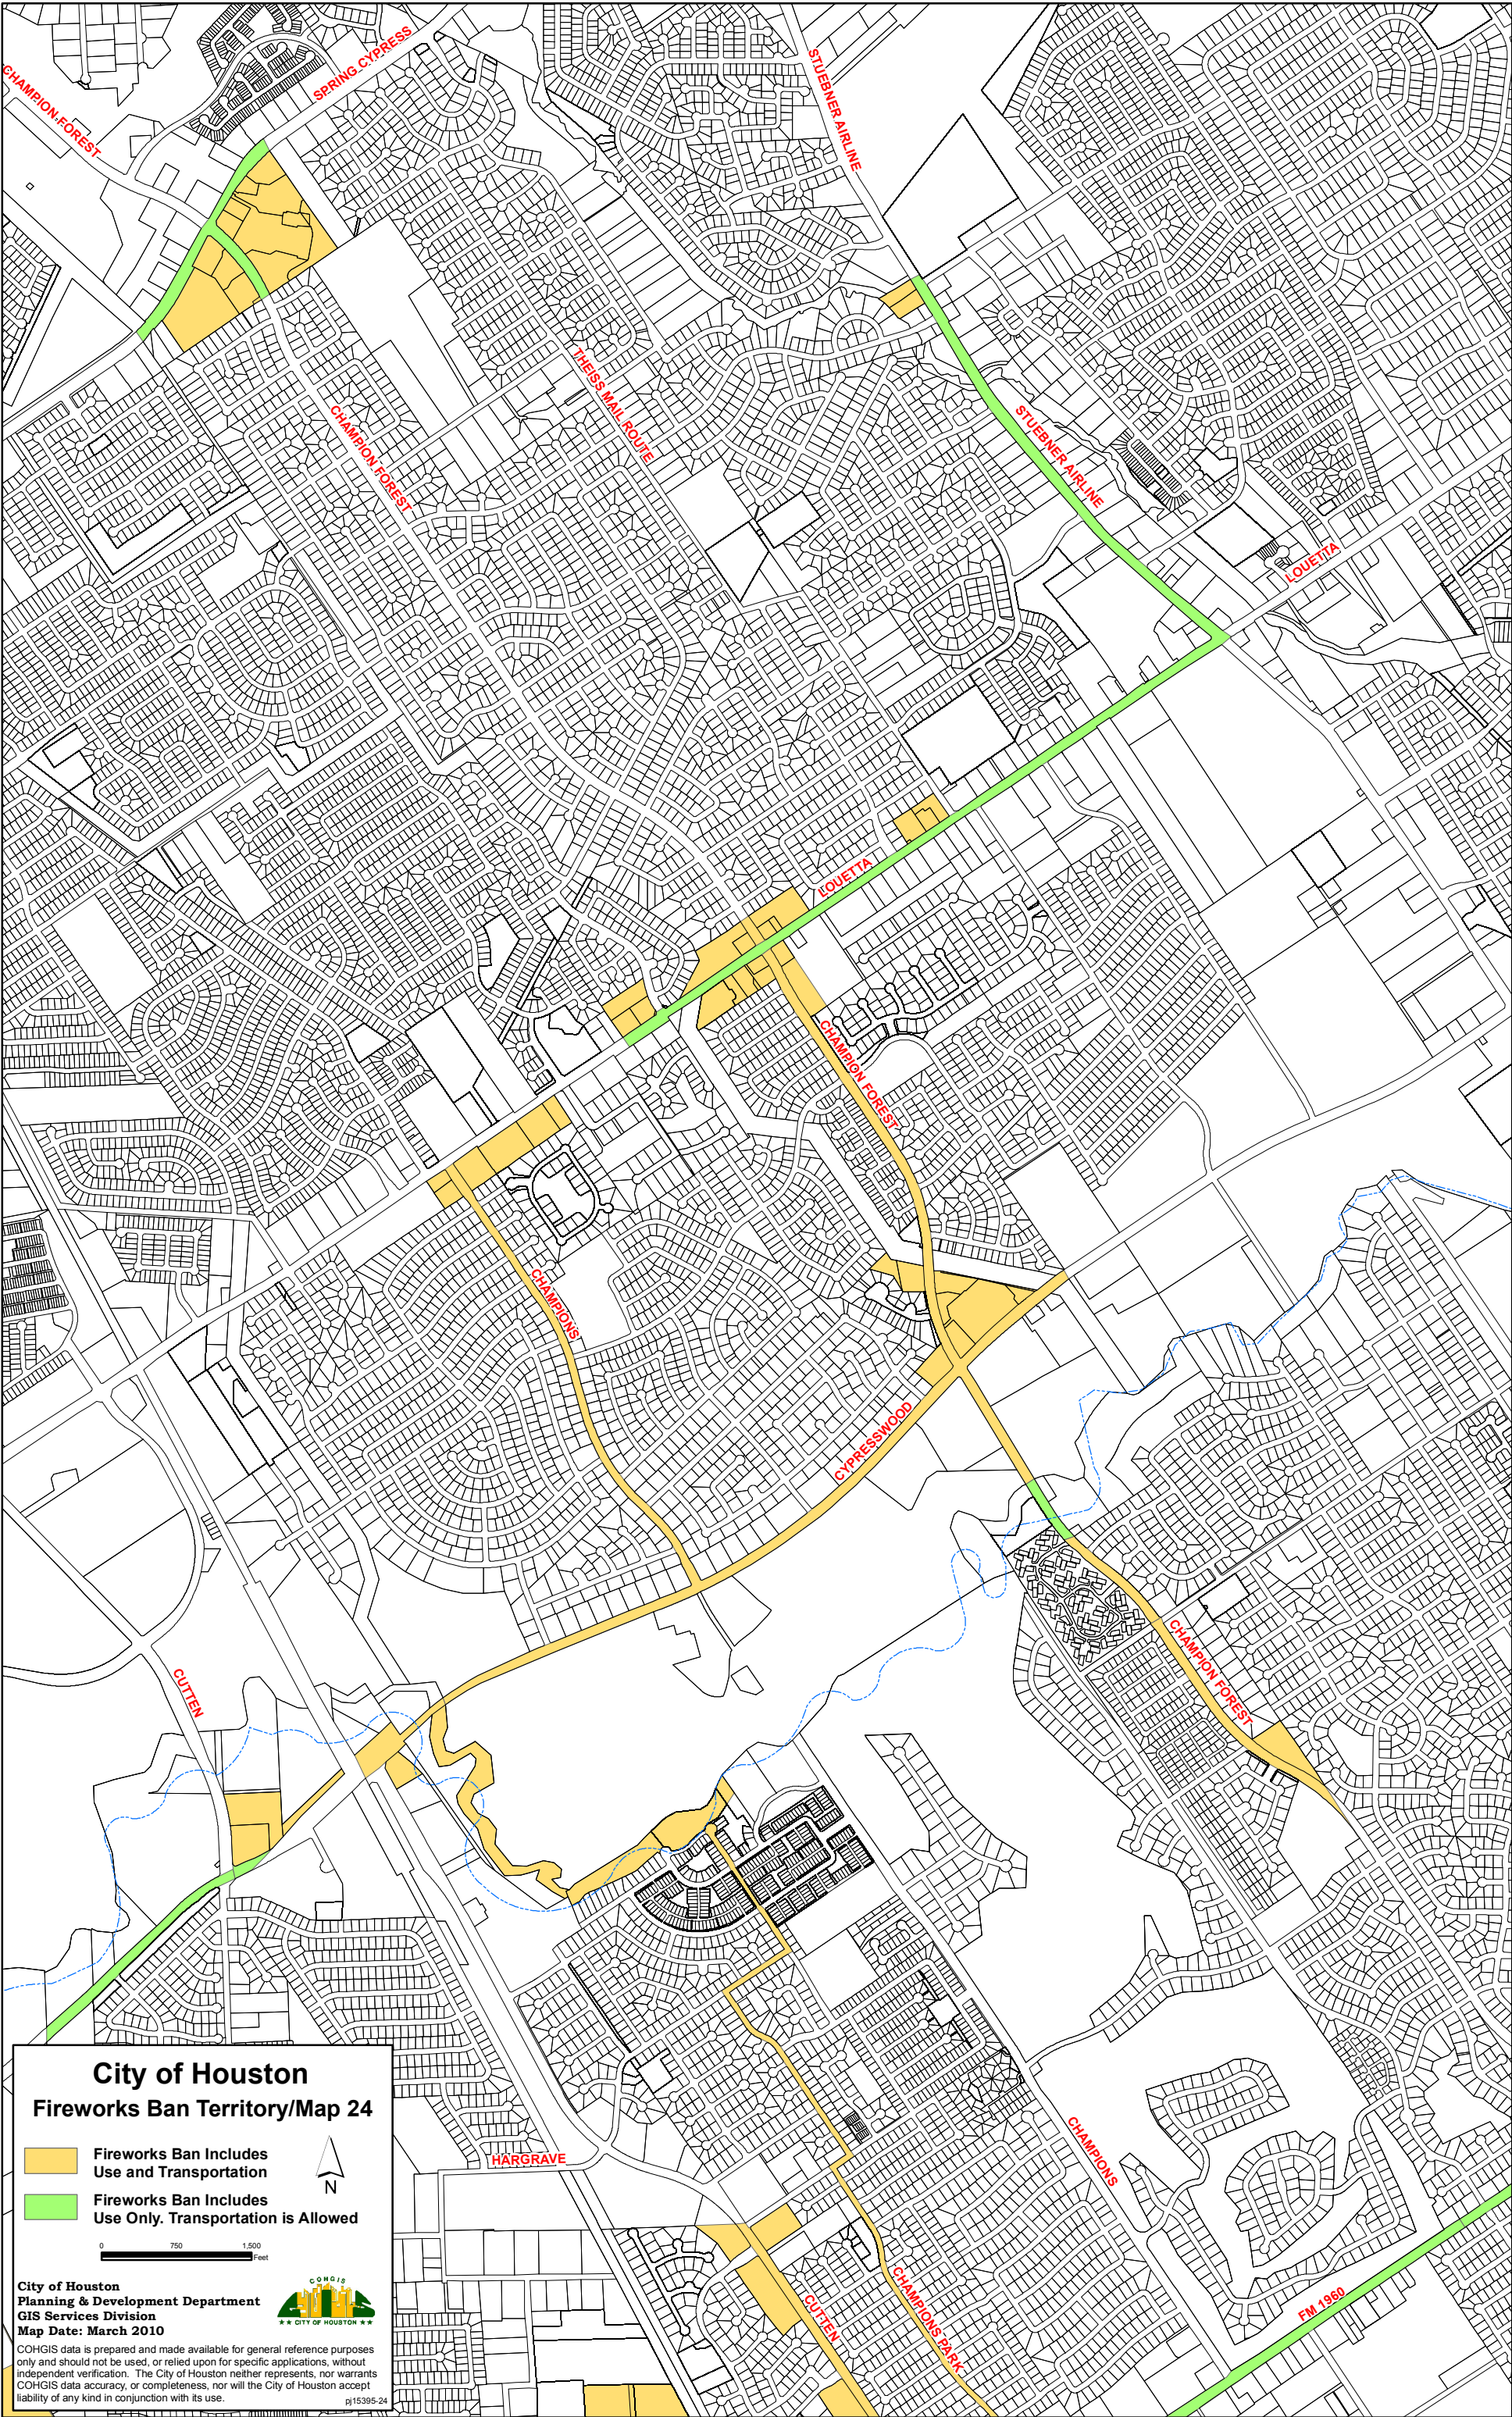 SPRING CYPRESS
STUEBNER AIRLINE
CHAMPION FOREST
THEISS MAIL ROUTE
CHAMPION FOREST
STUEBNER AIRLINE
LOUETTA
LOUETTA
CHAMPION FOREST
CHAMPIONS
CYPRESSWOOD
CHAMPION FOREST
CUTTEN
HARGRAVE
CHAMPIONS
CHAMPIONS PARK
CUTTEN
FM 1960
City of Houston
Fireworks Ban Territory/Map 24
Fireworks Ban Includes
Use and Transportation
N
Fireworks Ban Includes
Use Only. Transportation is Allowed
0 750 1,500
Feet
City of Houston
Planning & Development Department
GIS Services Division
Map Date: March 2010
COHGIS
★★ CITY OF HOUSTON ★★
COHGIS data is prepared and made available for general reference purposes
only and should not be used, or relied upon for specific applications, without
independent verification. The City of Houston neither represents, nor warrants
COHGIS data accuracy, or completeness, nor will the City of Houston accept
liability of any kind in conjunction with its use.
pj15395-24